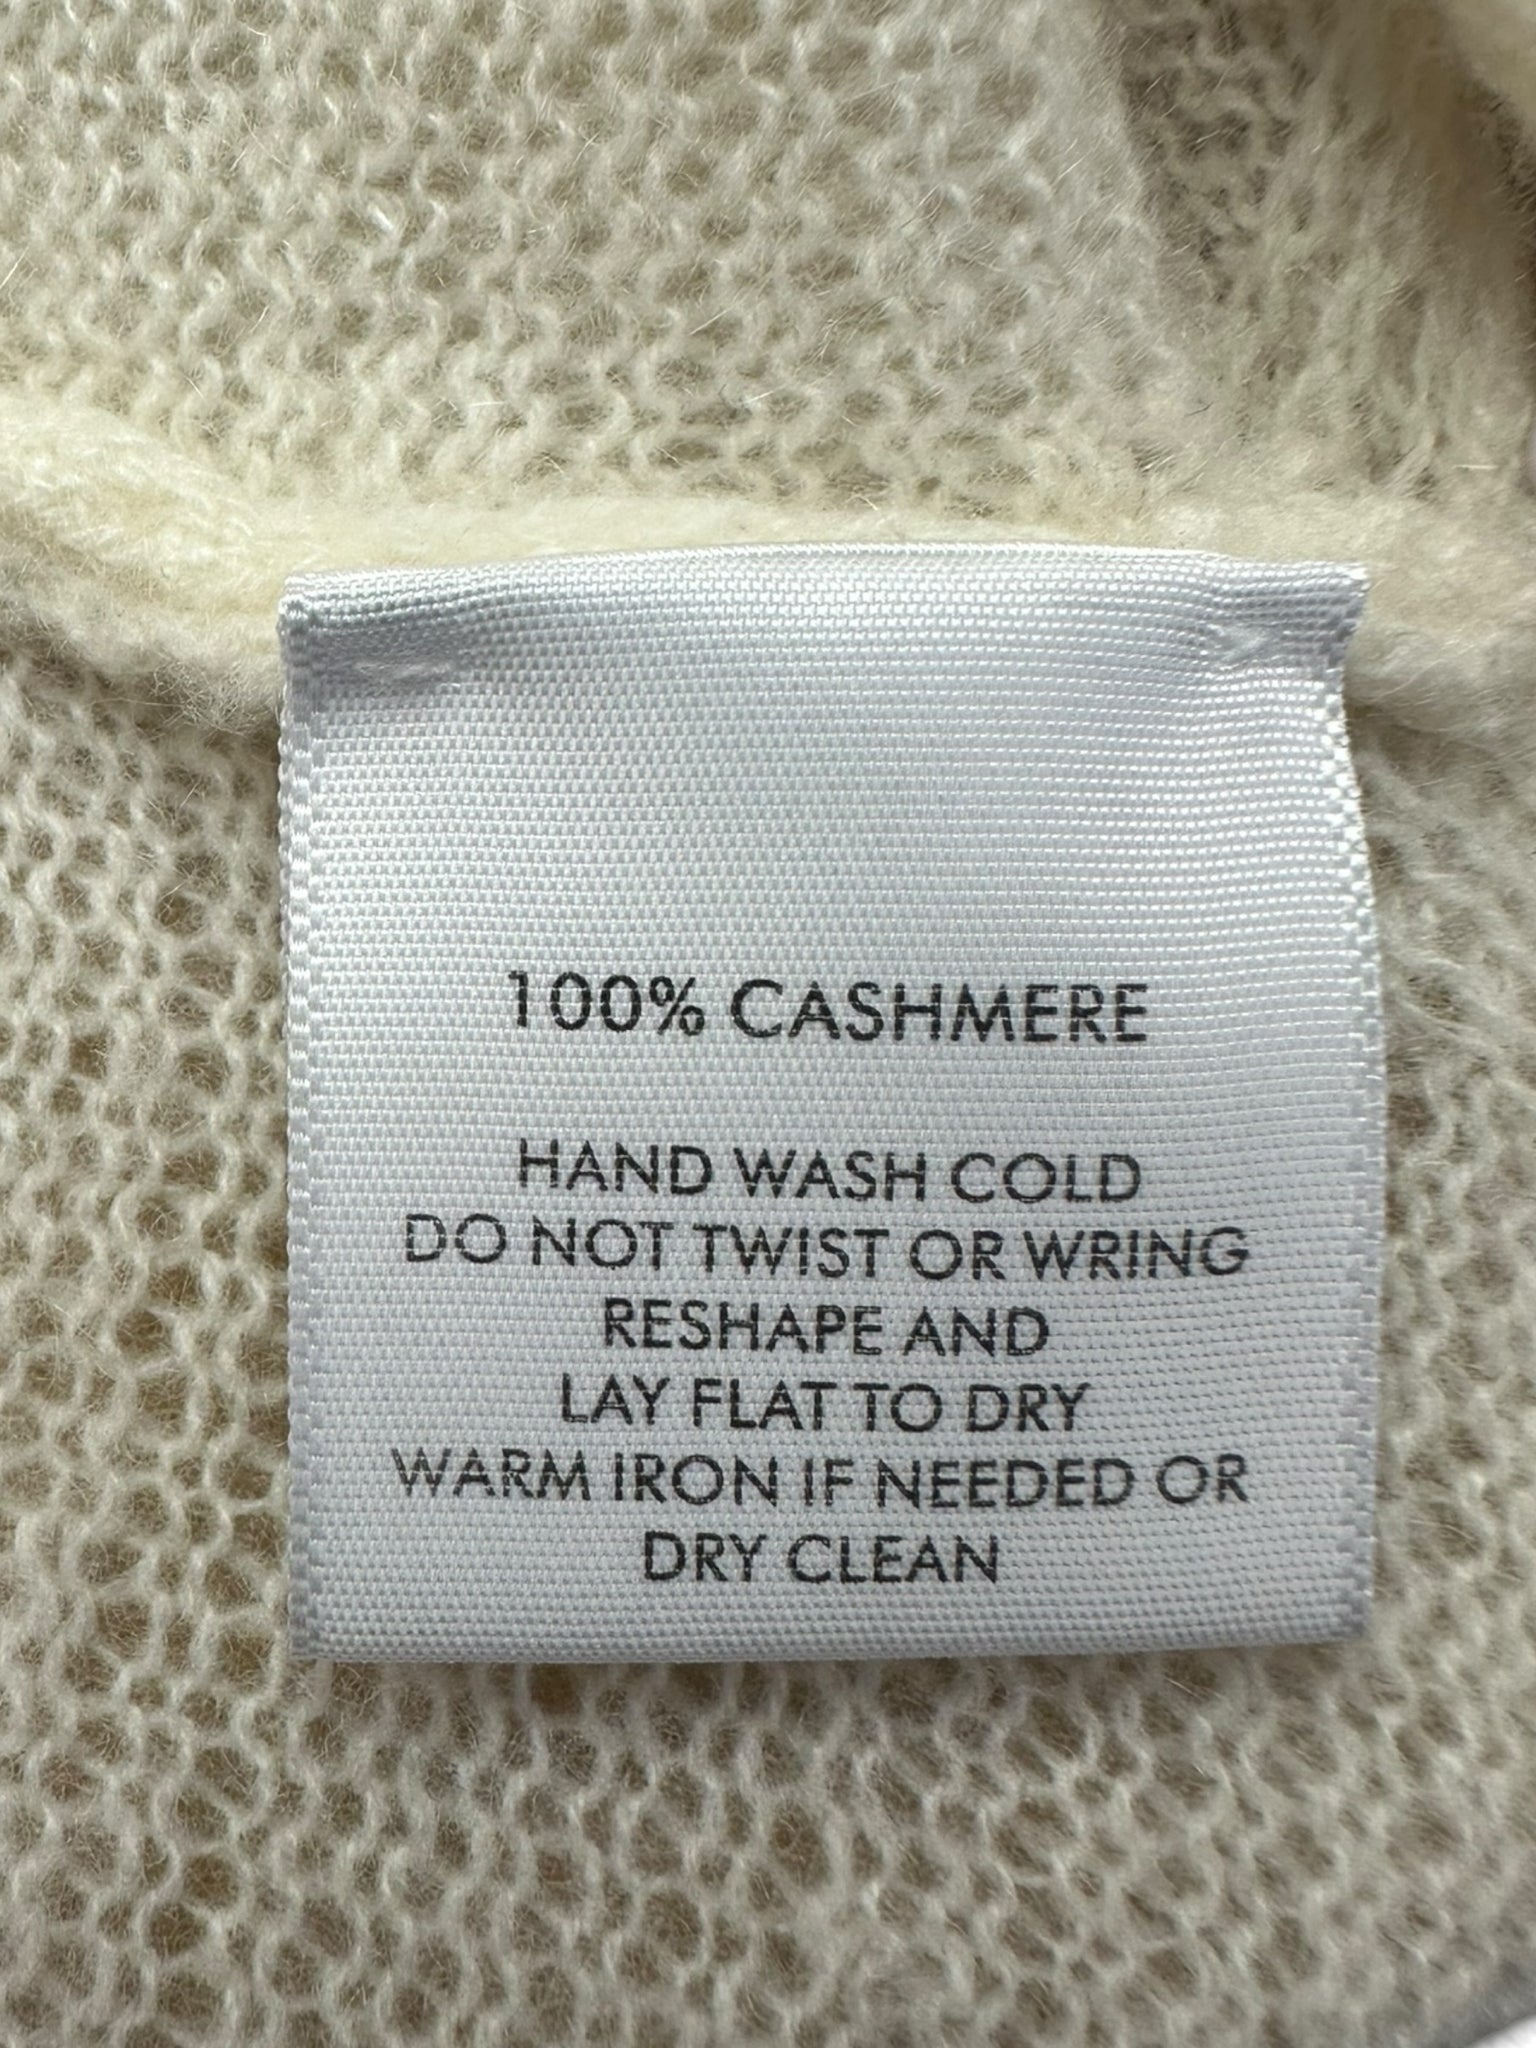 100% CASHMERE
HAND WASH COLD
DO NOT TWIST OR WRING
RESHAPE AND
LAY FLAT TO DRY
WARM IRON IF NEEDED OR
DRY CLEAN